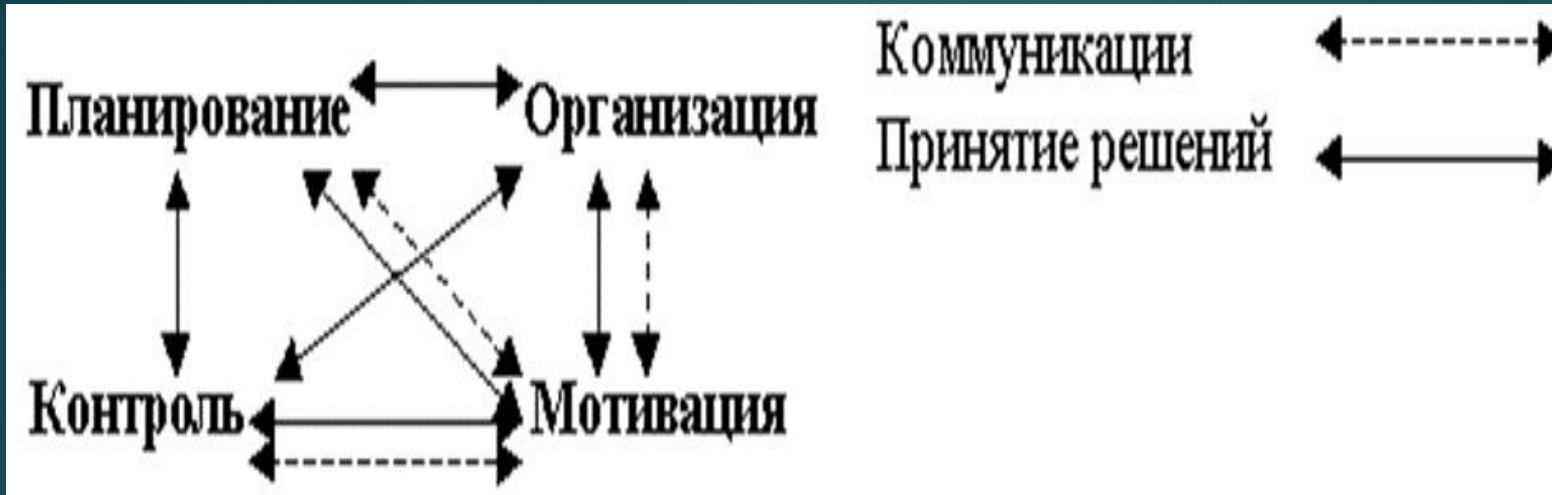 Планирование
Организация
Контроль
Мотивация
Коммуникации
Принятие решений